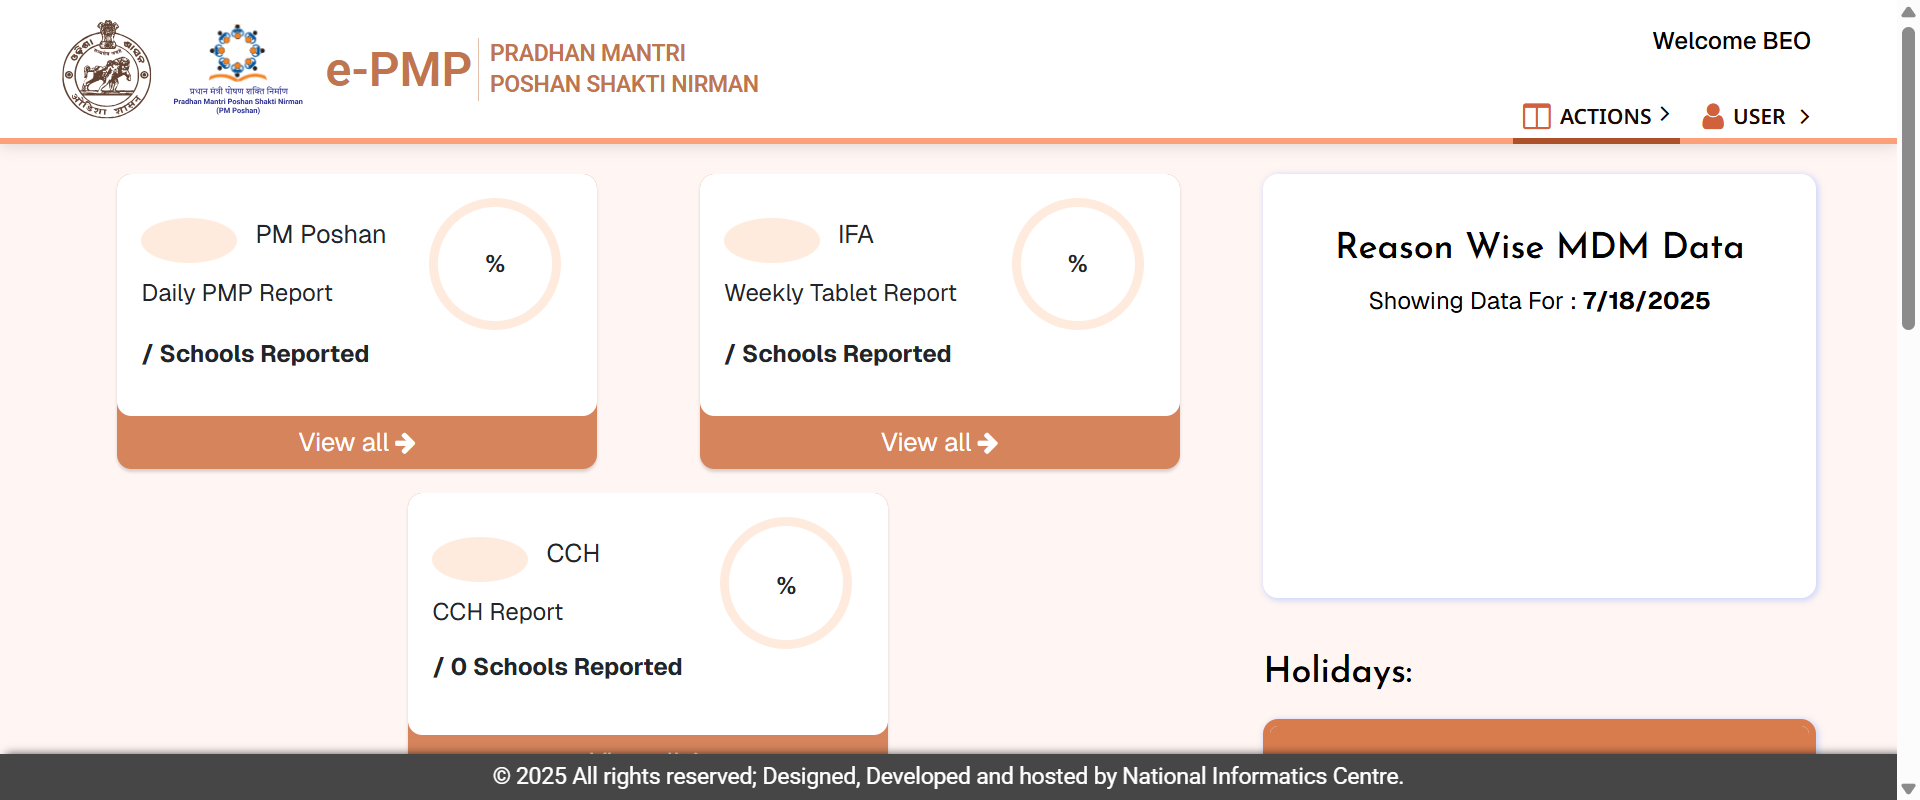 प्रधान मंत्री पोषण शक्ति निर्माण
Pradhan Mantri Poshan Shakti Nirman
(PM Poshan)
e-PMP
PRADHAN MANTRI
POSHAN SHAKTI NIRMAN
Welcome BEO
ACTIONS
USER
PM Poshan
%
Daily PMP Report
/ Schools Reported
View all
IFA
%
Weekly Tablet Report
/ Schools Reported
View all
CCH
%
CCH Report
/ 0 Schools Reported
Reason Wise MDM Data
Showing Data For : 7/18/2025
Holidays:
© 2025 All rights reserved; Designed, Developed and hosted by National Informatics Centre.